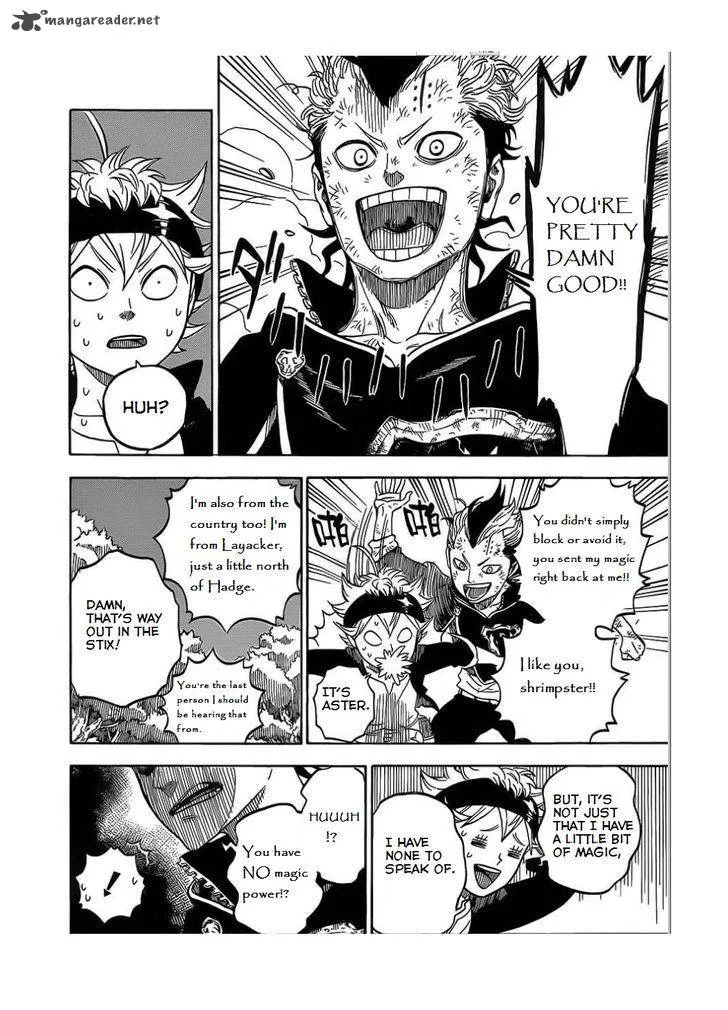 mangareader.net
YOU'RE
PRETTY
DAMN
GOOD!!
HUH?
You didn't simply
block or avoid it,
you sent my magic
right back at me!!
I like you,
shrimpster!!
IT'S
ASTER.
I'm also from the
country too! I'm
from Layacker,
just a little north
of Hadge.
DAMN,
THAT'S WAY
OUT IN THE
STIX!
You're the last
person I should
be hearing that
from.
BUT, IT'S
NOT JUST
THAT I HAVE
A LITTLE BIT
OF MAGIC,
I HAVE
NONE TO
SPEAK OF.
HUUUH
!?
You have
NO magic
power!?
!